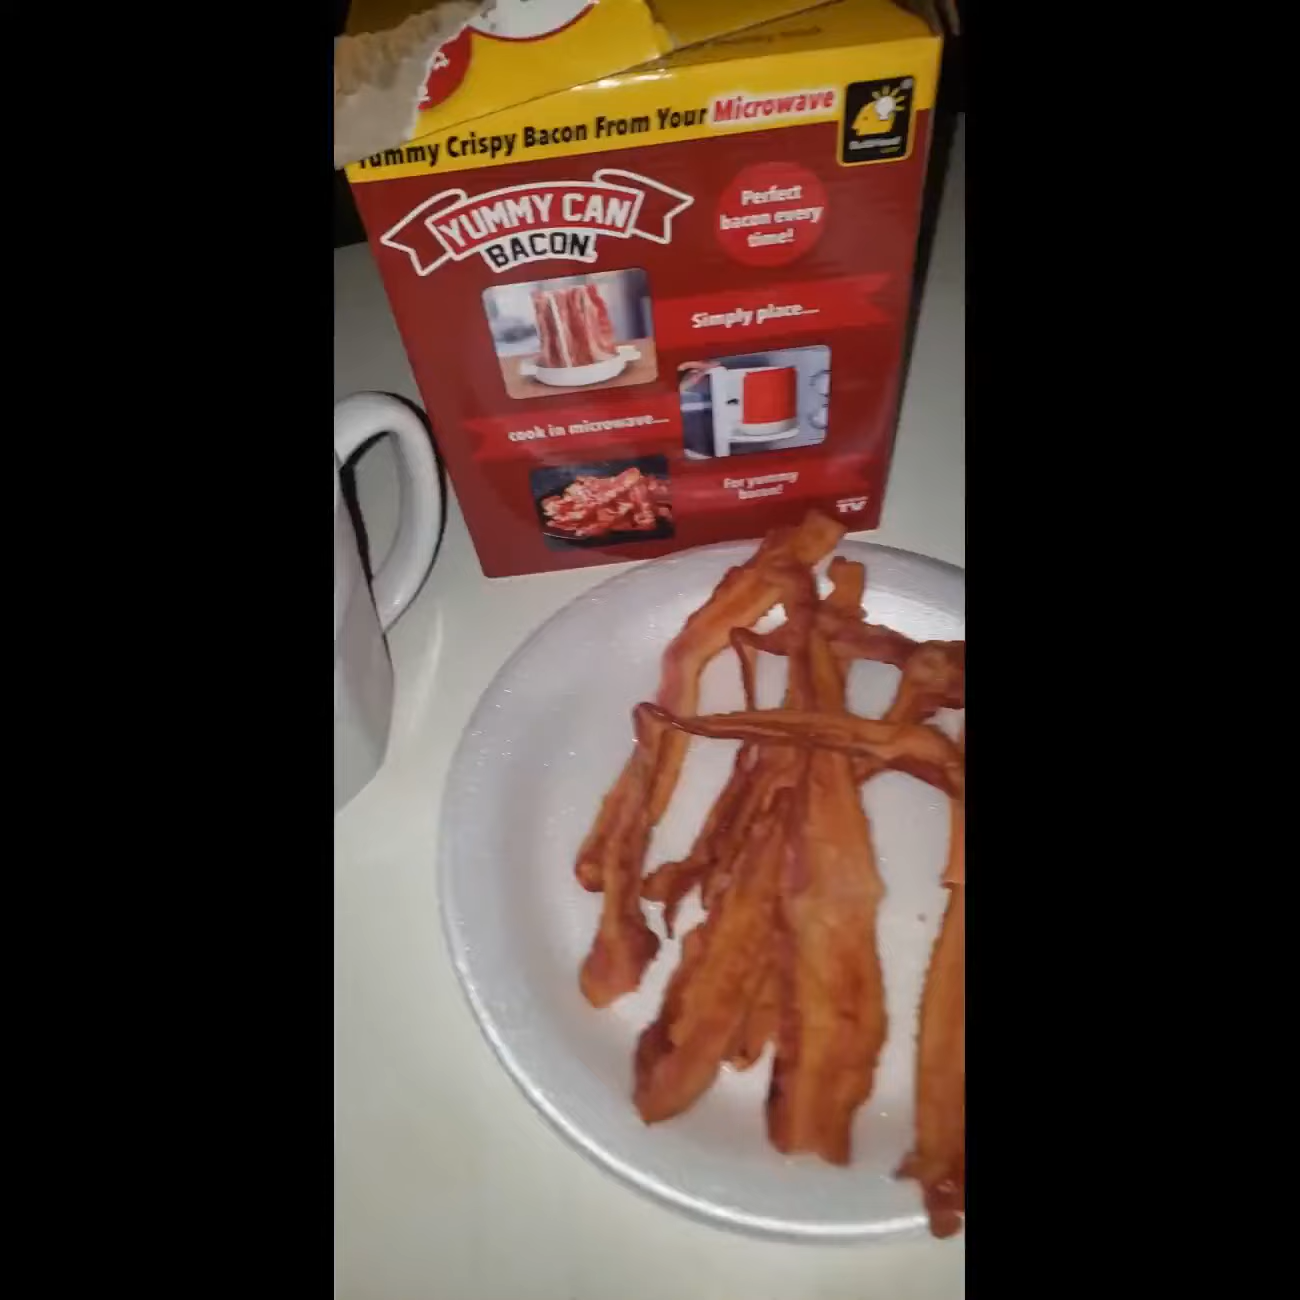 Yummy Crispy Bacon From Your Microwave
YUMMY CAN
BACON
Perfect
bacon every
time!
Simply place...
cook in microwave...
For yummy
bacon!
TV